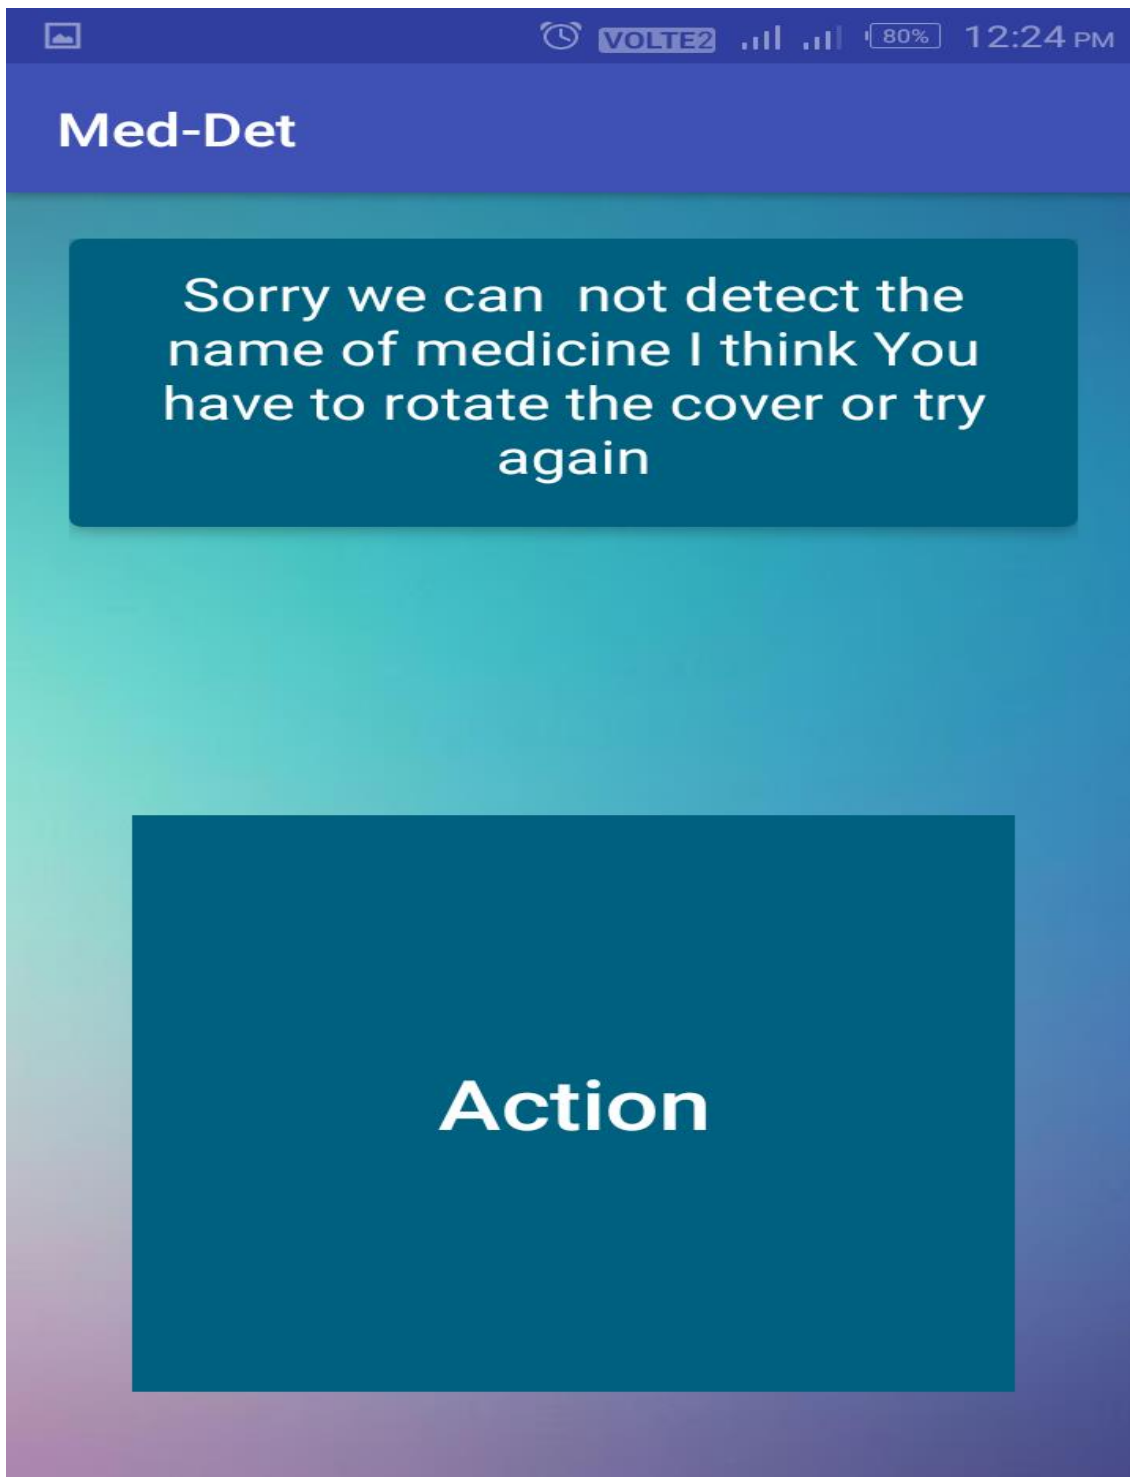 VOLTE2 80% 12:24 PM
Med-Det
Sorry we can  not detect the
name of medicine I think You
have to rotate the cover or try
again
Action